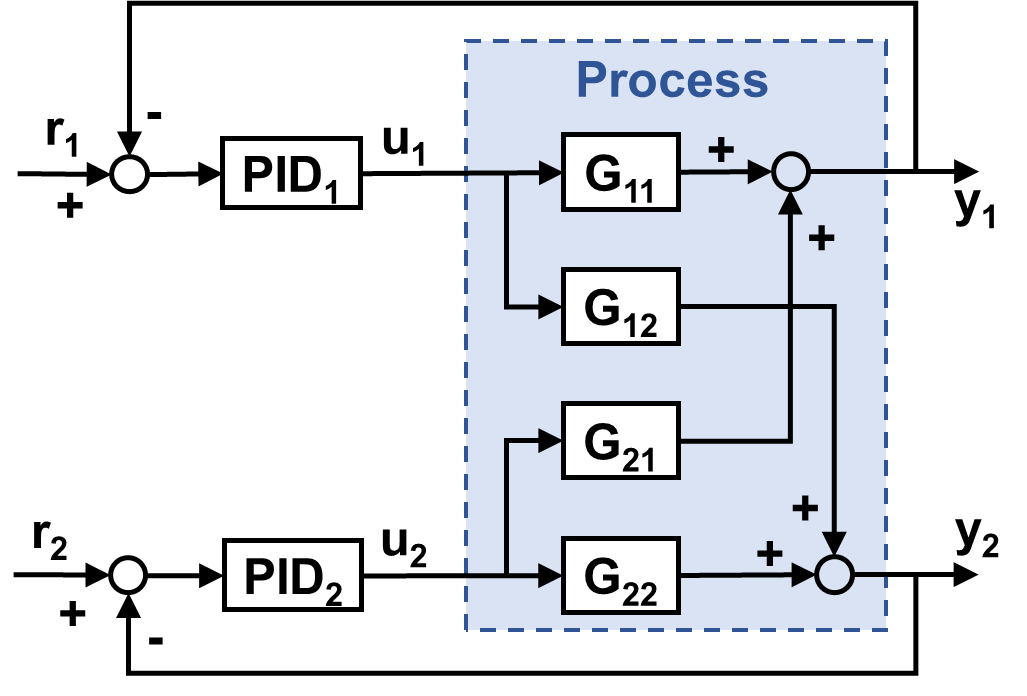 Process
-
r₁
+
PID₁
u₁
G₁₁
+
y₁
+
G₁₂
G₂₁
r₂
+
-
PID₂
u₂
G₂₂
+
+
y₂